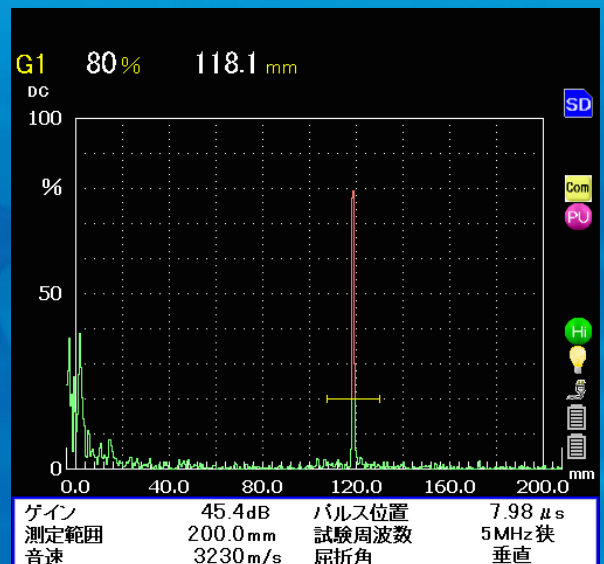 G1 80% 118.1 mm
DC
SD
100
%
Com
PU
50
Hi
0
mm
0.0 40.0 80.0 120.0 160.0 200.0
ゲイン 45.4dB パルス位置 7.98 μs
測定範囲 200.0mm 試験周波数 5MHz狭
音速 3230m/s 屈折角 垂直